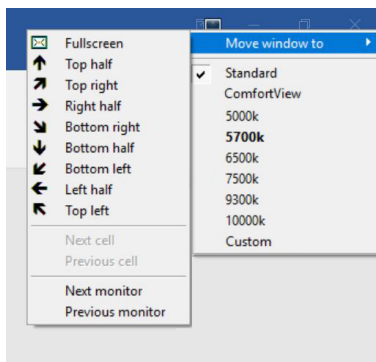 Fullscreen
Top half
Top right
Right half
Bottom right
Bottom half
Bottom left
Left half
Top left
Next cell
Previous cell
Next monitor
Previous monitor
Move window to
Standard
ComfortView
5000k
5700k
6500k
7500k
9300k
10000k
Custom